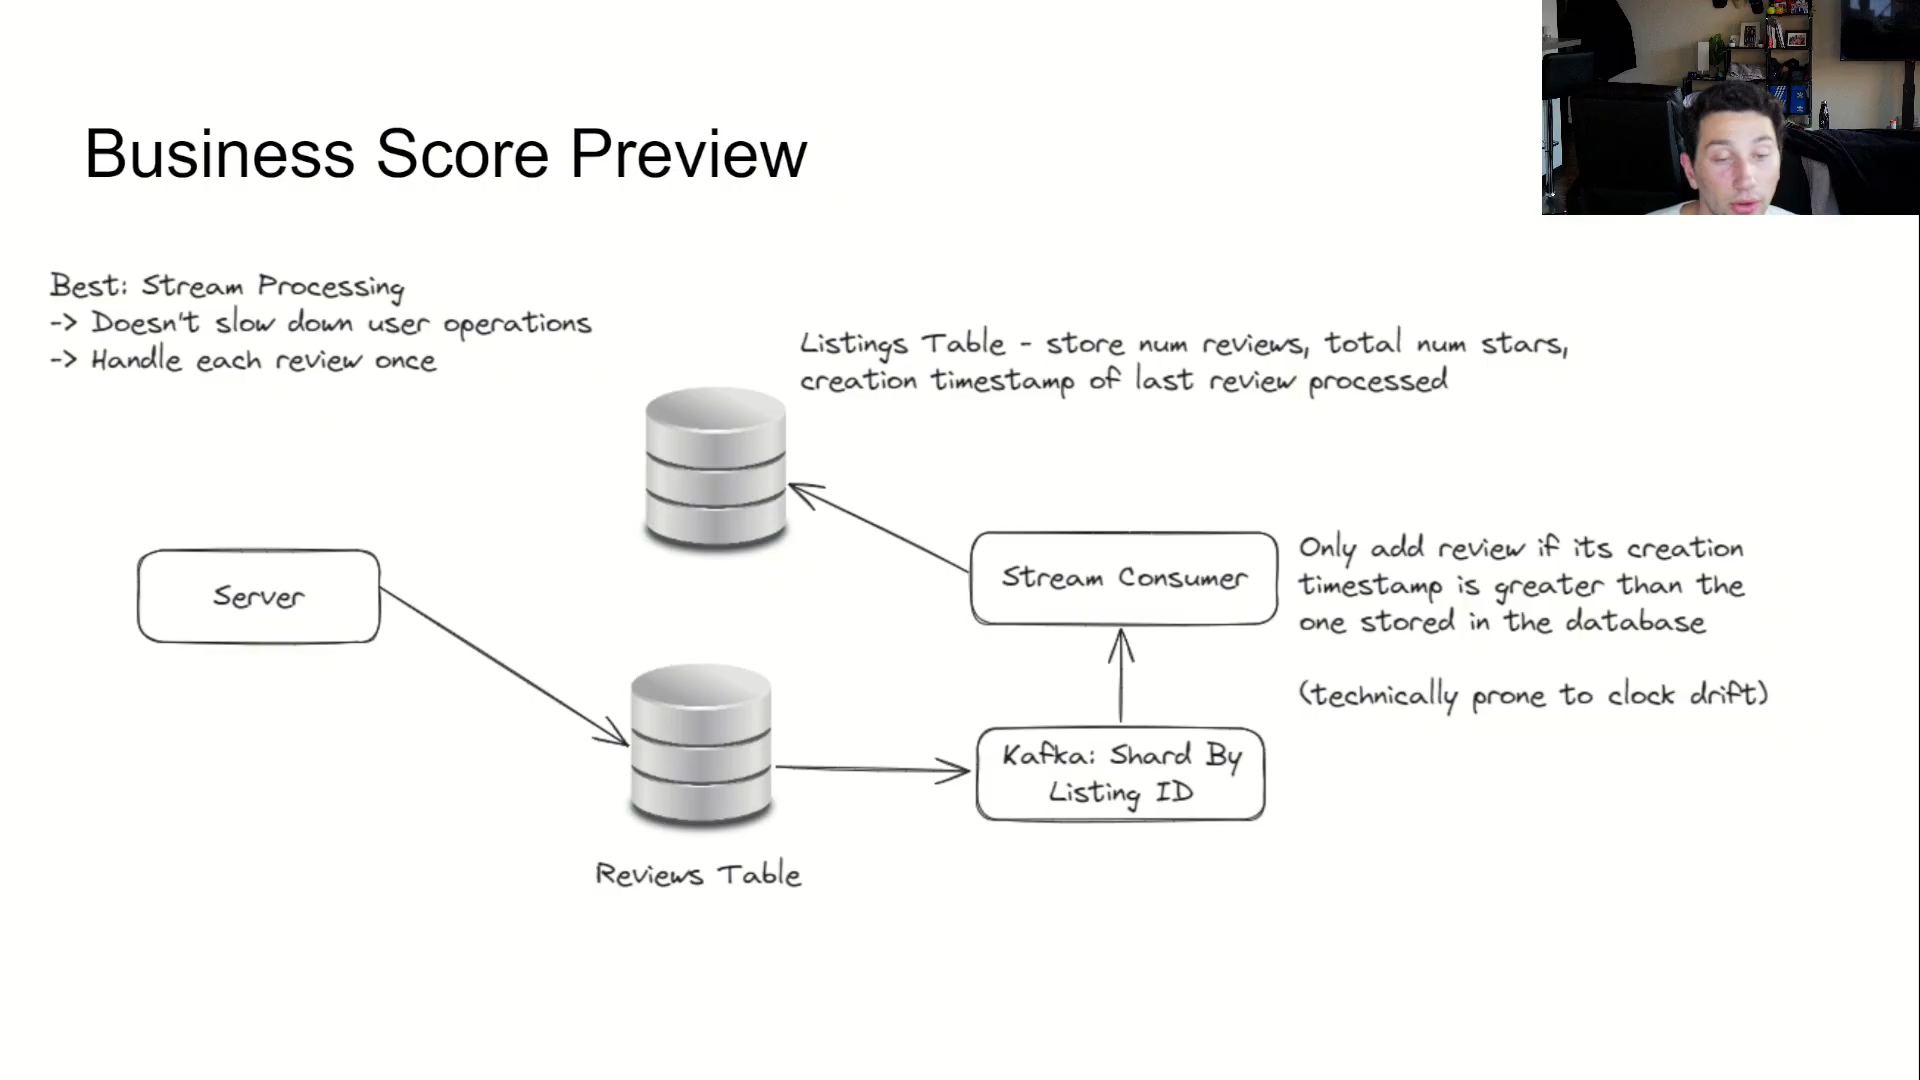 Business Score Preview
Best: Stream Processing
-> Doesn't slow down user operations
-> Handle each review once
Listings Table - store num reviews, total num stars,
creation timestamp of last review processed
Server
Stream Consumer
Only add review if its creation
timestamp is greater than the
one stored in the database
(technically prone to clock drift)
Kafka: Shard By
Listing ID
Reviews Table